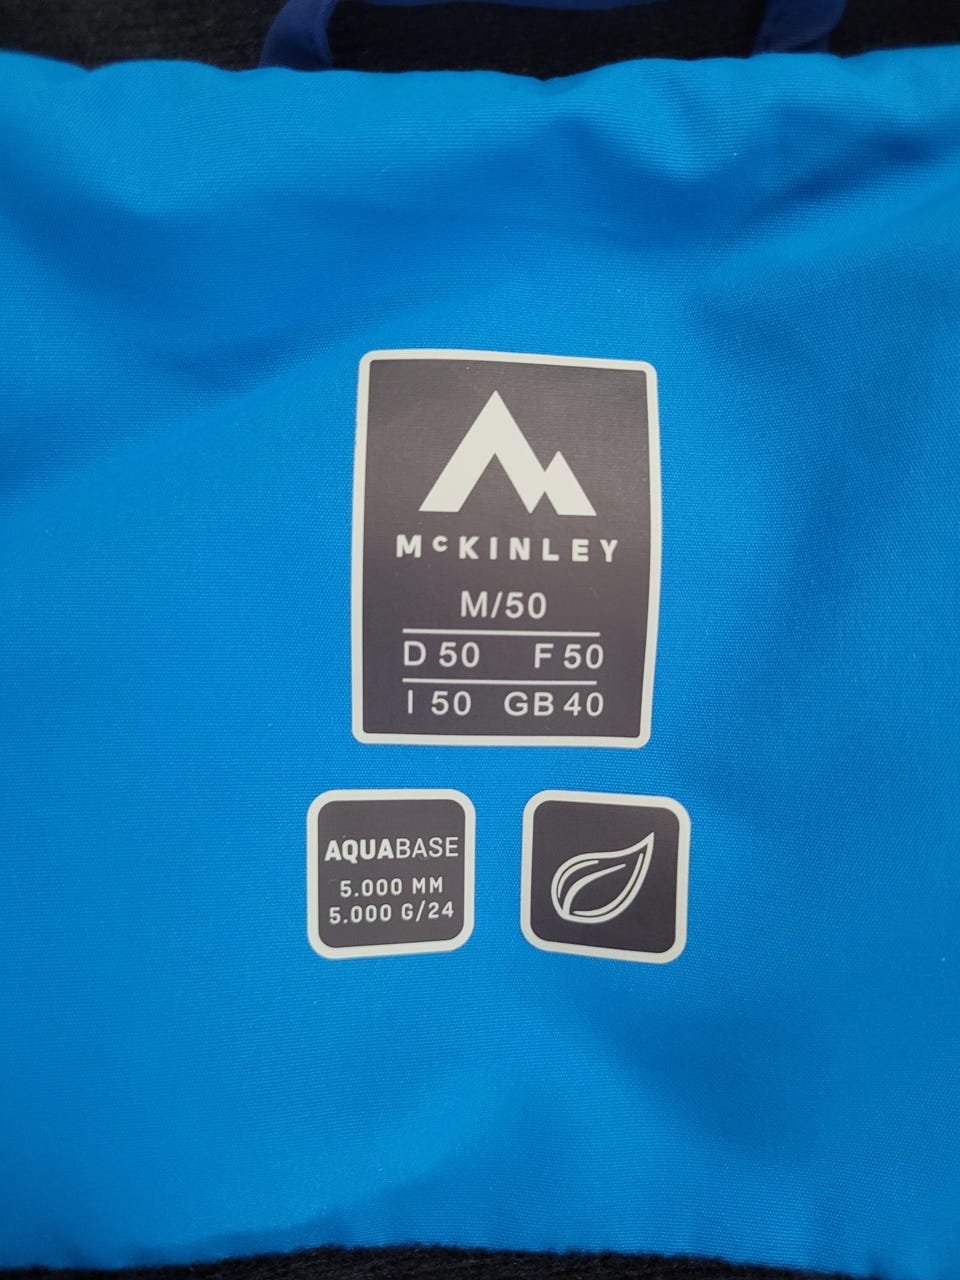 McKINLEY
M/50
D 50 F 50
I 50 GB 40
AQUABASE
5.000 MM
5.000 G/24